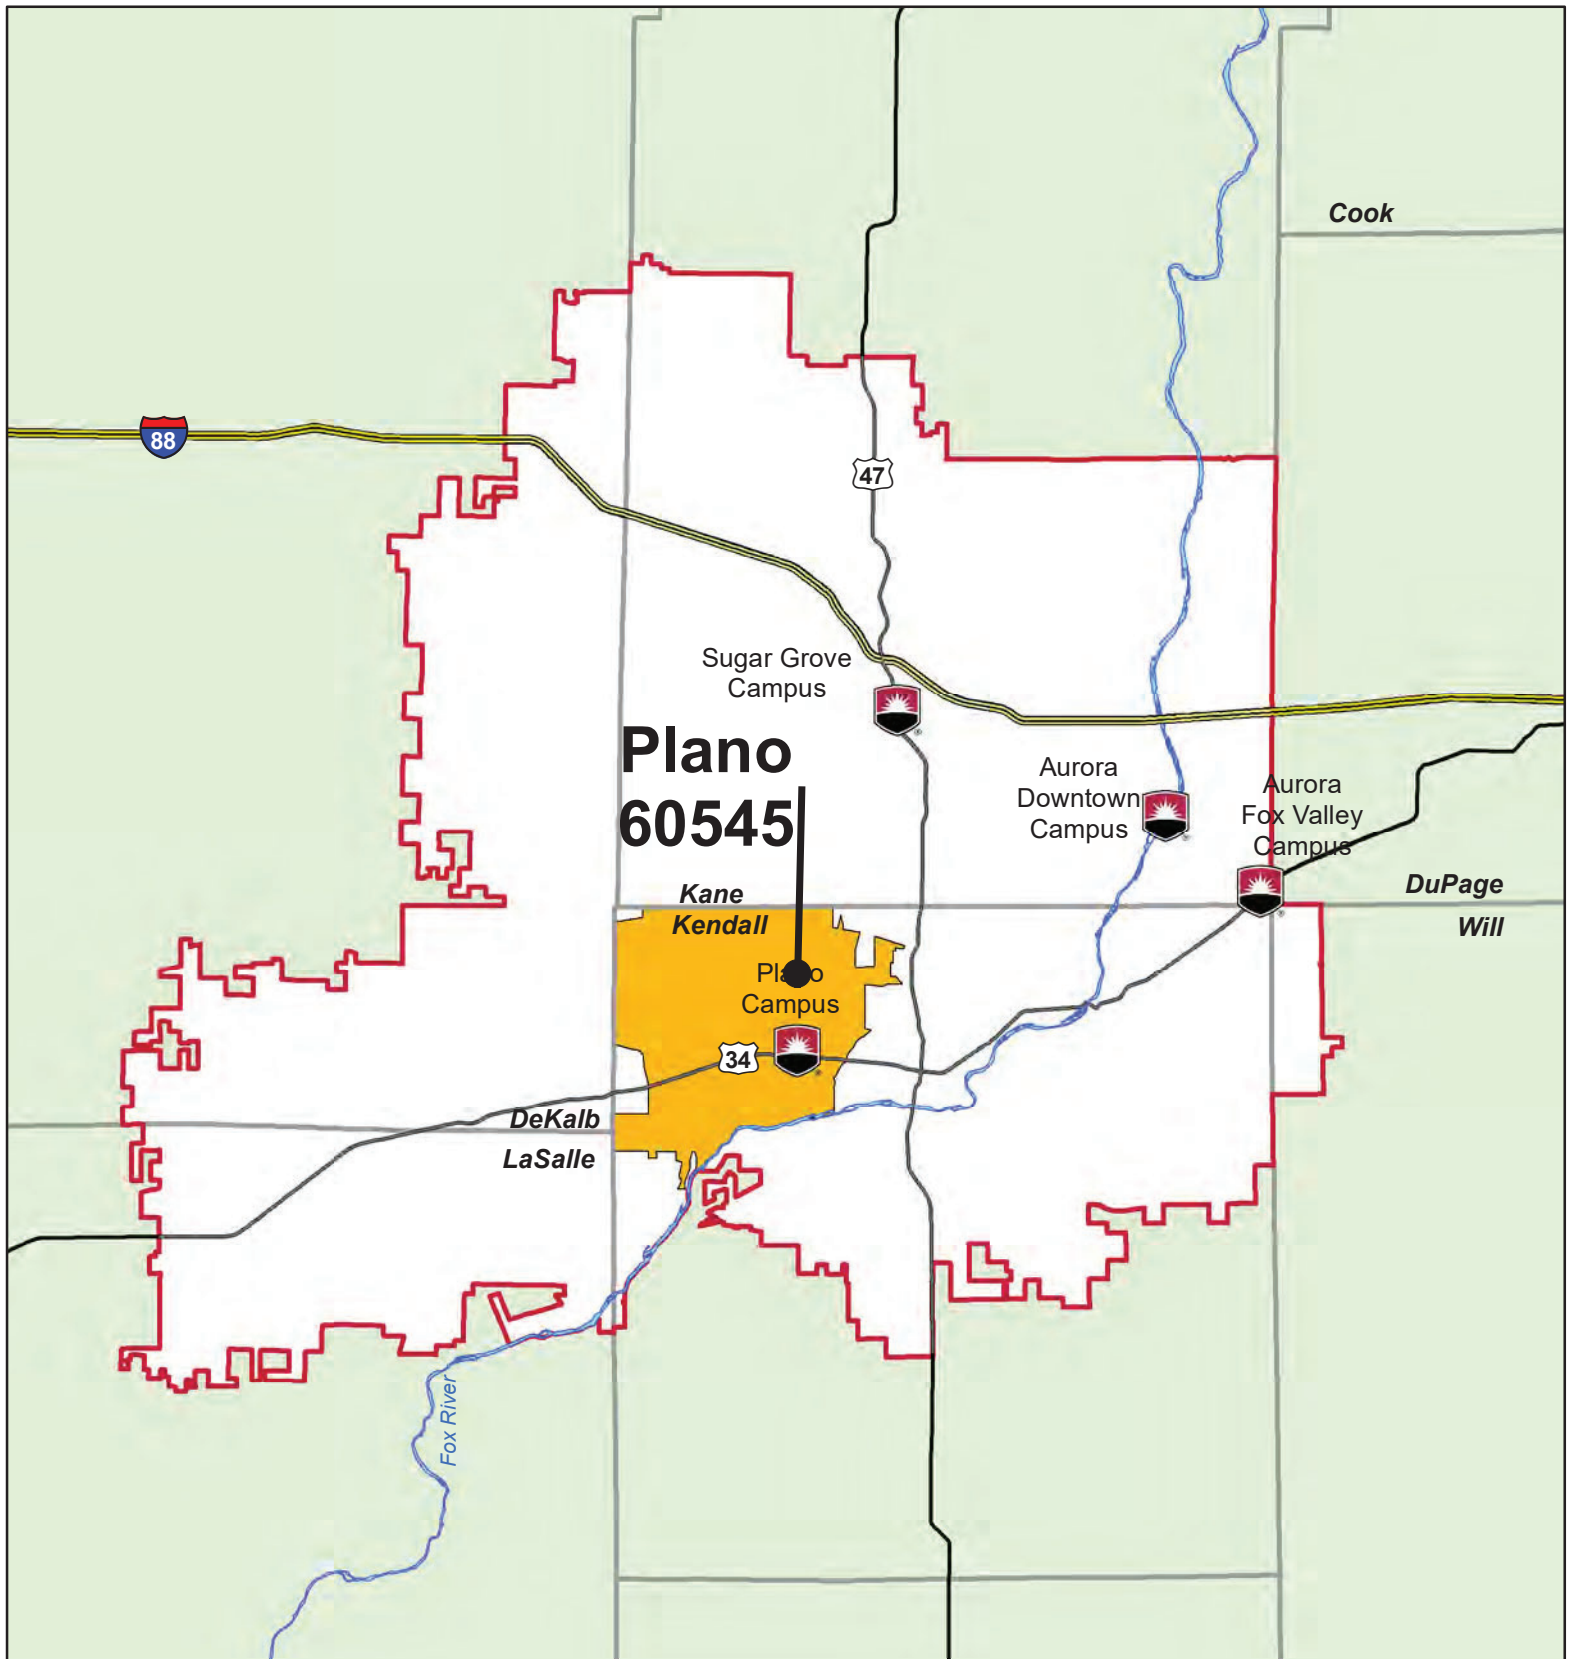 Cook
88
47
Sugar Grove
Campus
Plano
60545
Aurora
Downtown
Campus
Aurora
Fox Valley
Campus
Kane
Kendall
DuPage
Will
Plano
Campus
34
DeKalb
LaSalle
Fox River